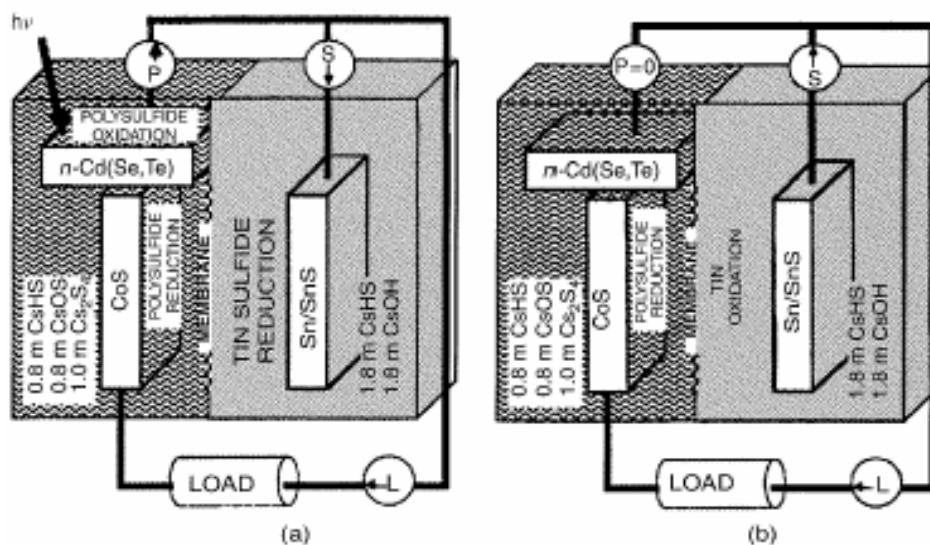 hν
P
S
POLYSULFIDE
OXIDATION
n-Cd(Se,Te)
CoS
POLYSULFIDE
REDUCTION
MEMBRANE
TIN SULFIDE
REDUCTION
Sn/SnS
0.8 m CsHS
0.8 m CsOS
1.0 m Cs₂S₄
1.8 m CsHS
1.8 m CsOH
LOAD
L
(a)
P=0
S
n-Cd(Se,Te)
CoS
POLYSULFIDE
REDUCTION
MEMBRANE
TIN
OXIDATION
Sn/SnS
0.8 m CsHS
0.8 m CsOS
1.0 m Cs₂S₄
1.8 m CsHS
1.8 m CsOH
LOAD
L
(b)